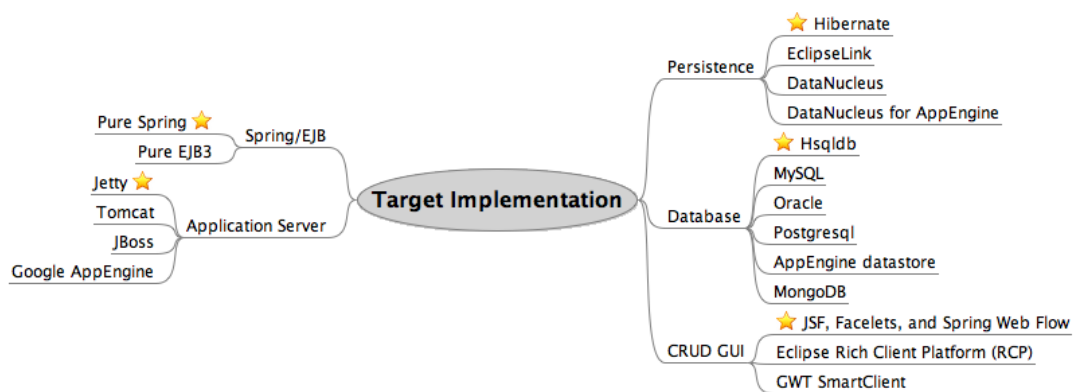 Target Implementation
Spring/EJB
Pure Spring
Pure EJB3
Application Server
Jetty
Tomcat
JBoss
Google AppEngine
Persistence
Hibernate
EclipseLink
DataNucleus
DataNucleus for AppEngine
Database
Hsqldb
MySQL
Oracle
Postgresql
AppEngine datastore
MongoDB
CRUD GUI
JSF, Facelets, and Spring Web Flow
Eclipse Rich Client Platform (RCP)
GWT SmartClient